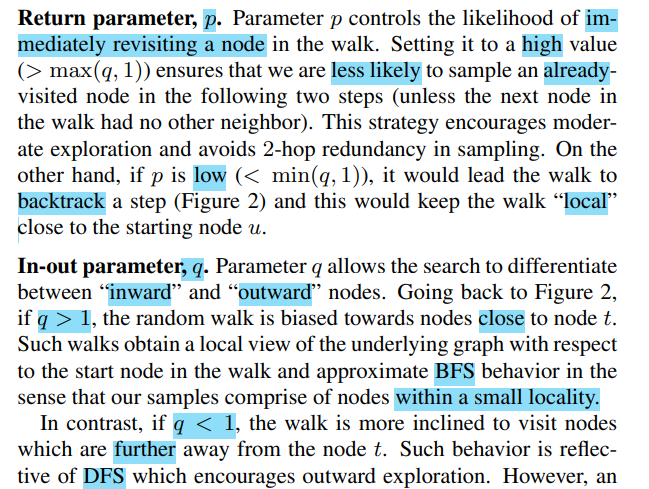 Return parameter, p. Parameter p controls the likelihood of im-
mediately revisiting a node in the walk. Setting it to a high value
(> max(q, 1)) ensures that we are less likely to sample an already-
visited node in the following two steps (unless the next node in
the walk had no other neighbor). This strategy encourages moder-
ate exploration and avoids 2-hop redundancy in sampling. On the
other hand, if p is low (< min(q, 1)), it would lead the walk to
backtrack a step (Figure 2) and this would keep the walk “local”
close to the starting node u.
In-out parameter, q. Parameter q allows the search to differentiate
between “inward” and “outward” nodes. Going back to Figure 2,
if q > 1, the random walk is biased towards nodes close to node t.
Such walks obtain a local view of the underlying graph with respect
to the start node in the walk and approximate BFS behavior in the
sense that our samples comprise of nodes within a small locality.
In contrast, if q < 1, the walk is more inclined to visit nodes
which are further away from the node t. Such behavior is reflec-
tive of DFS which encourages outward exploration. However, an